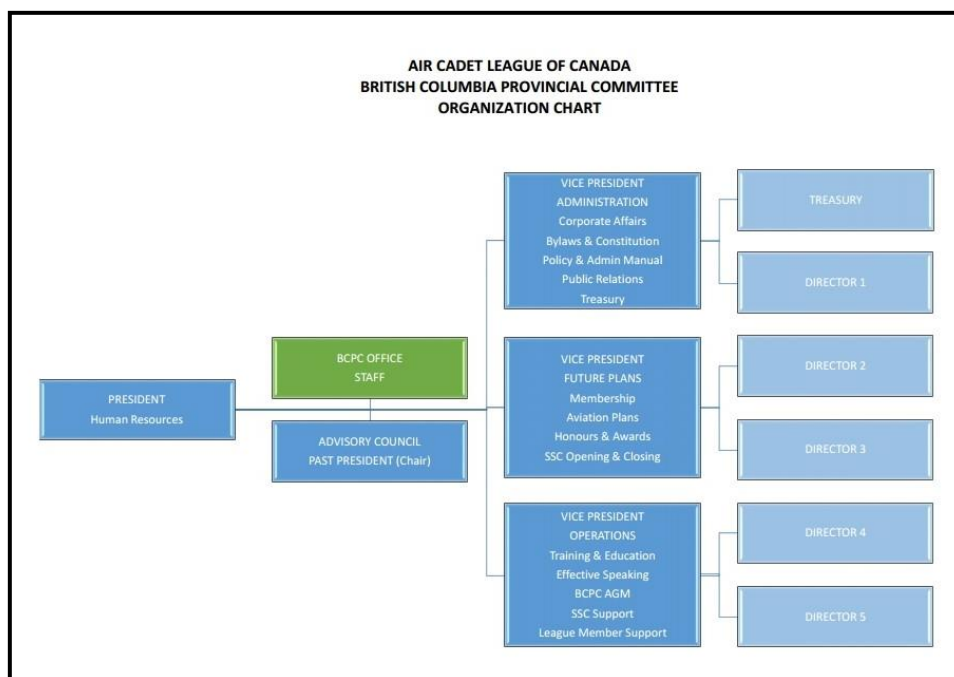 AIR CADET LEAGUE OF CANADA
BRITISH COLUMBIA PROVINCIAL COMMITTEE
ORGANIZATION CHART
PRESIDENT
Human Resources
BCPC OFFICE
STAFF
ADVISORY COUNCIL
PAST PRESIDENT (Chair)
VICE PRESIDENT
ADMINISTRATION
Corporate Affairs
Bylaws & Constitution
Policy & Admin Manual
Public Relations
Treasury
TREASURY
DIRECTOR 1
VICE PRESIDENT
FUTURE PLANS
Membership
Aviation Plans
Honours & Awards
SSC Opening & Closing
DIRECTOR 2
DIRECTOR 3
VICE PRESIDENT
OPERATIONS
Training & Education
Effective Speaking
BCPC AGM
SSC Support
League Member Support
DIRECTOR 4
DIRECTOR 5